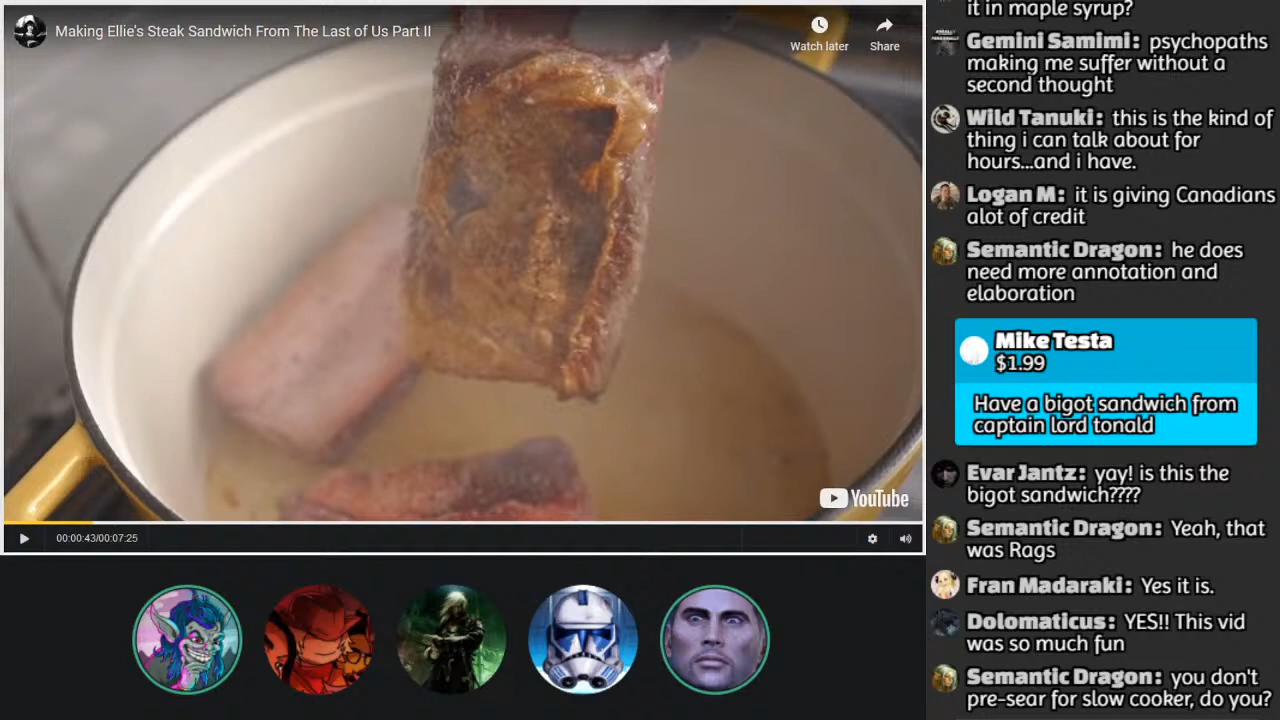 Making Ellie's Steak Sandwich From The Last of Us Part II
Watch later
Share
YouTube
00:00:43/00:07:25
it in maple syrup?
Gemini Samimi: psychopaths
making me suffer without a
second thought
Wild Tanuki: this is the kind of
thing i can talk about for
hours...and i have.
Logan M: it is giving Canadians
alot of credit
Semantic Dragon: he does
need more annotation and
elaboration
Mike Testa
$1.99
Have a bigot sandwich from
captain lord tonald
Evar Jantz: yay! is this the
bigot sandwich????
Semantic Dragon: Yeah, that
was Rags
Fran Madaraki: Yes it is.
Dolomaticus: YES!! This vid
was so much fun
Semantic Dragon: you don't
pre-sear for slow cooker, do you?